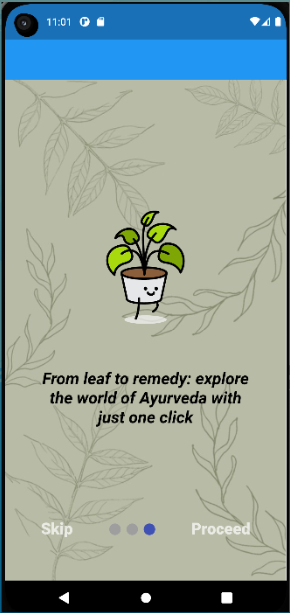 11:01
From leaf to remedy: explore
the world of Ayurveda with
just one click
Skip
Proceed